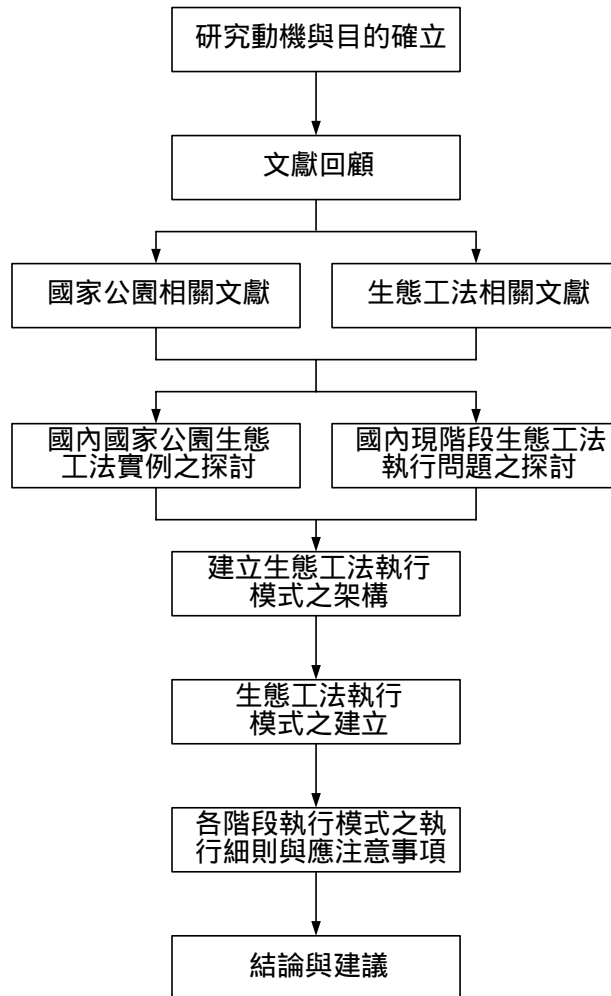 研究動機與目的確立
文獻回顧
國家公園相關文獻
生態工法相關文獻
國內國家公園生態
工法實例之探討
國內現階段生態工法
執行問題之探討
建立生態工法執行
模式之架構
生態工法執行
模式之建立
各階段執行模式之執
行細則與應注意事項
結論與建議